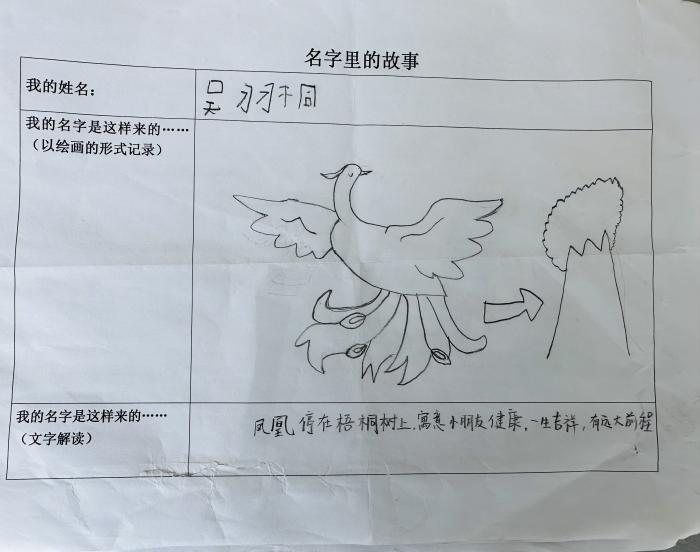 名字里的故事
我的姓名：
吴羽桐
我的名字是这样来的……
（以绘画的形式记录）
我的名字是这样来的……
（文字解读）
凤凰停在梧桐树上.寓意小朋友健康，一生吉祥，有远大前程